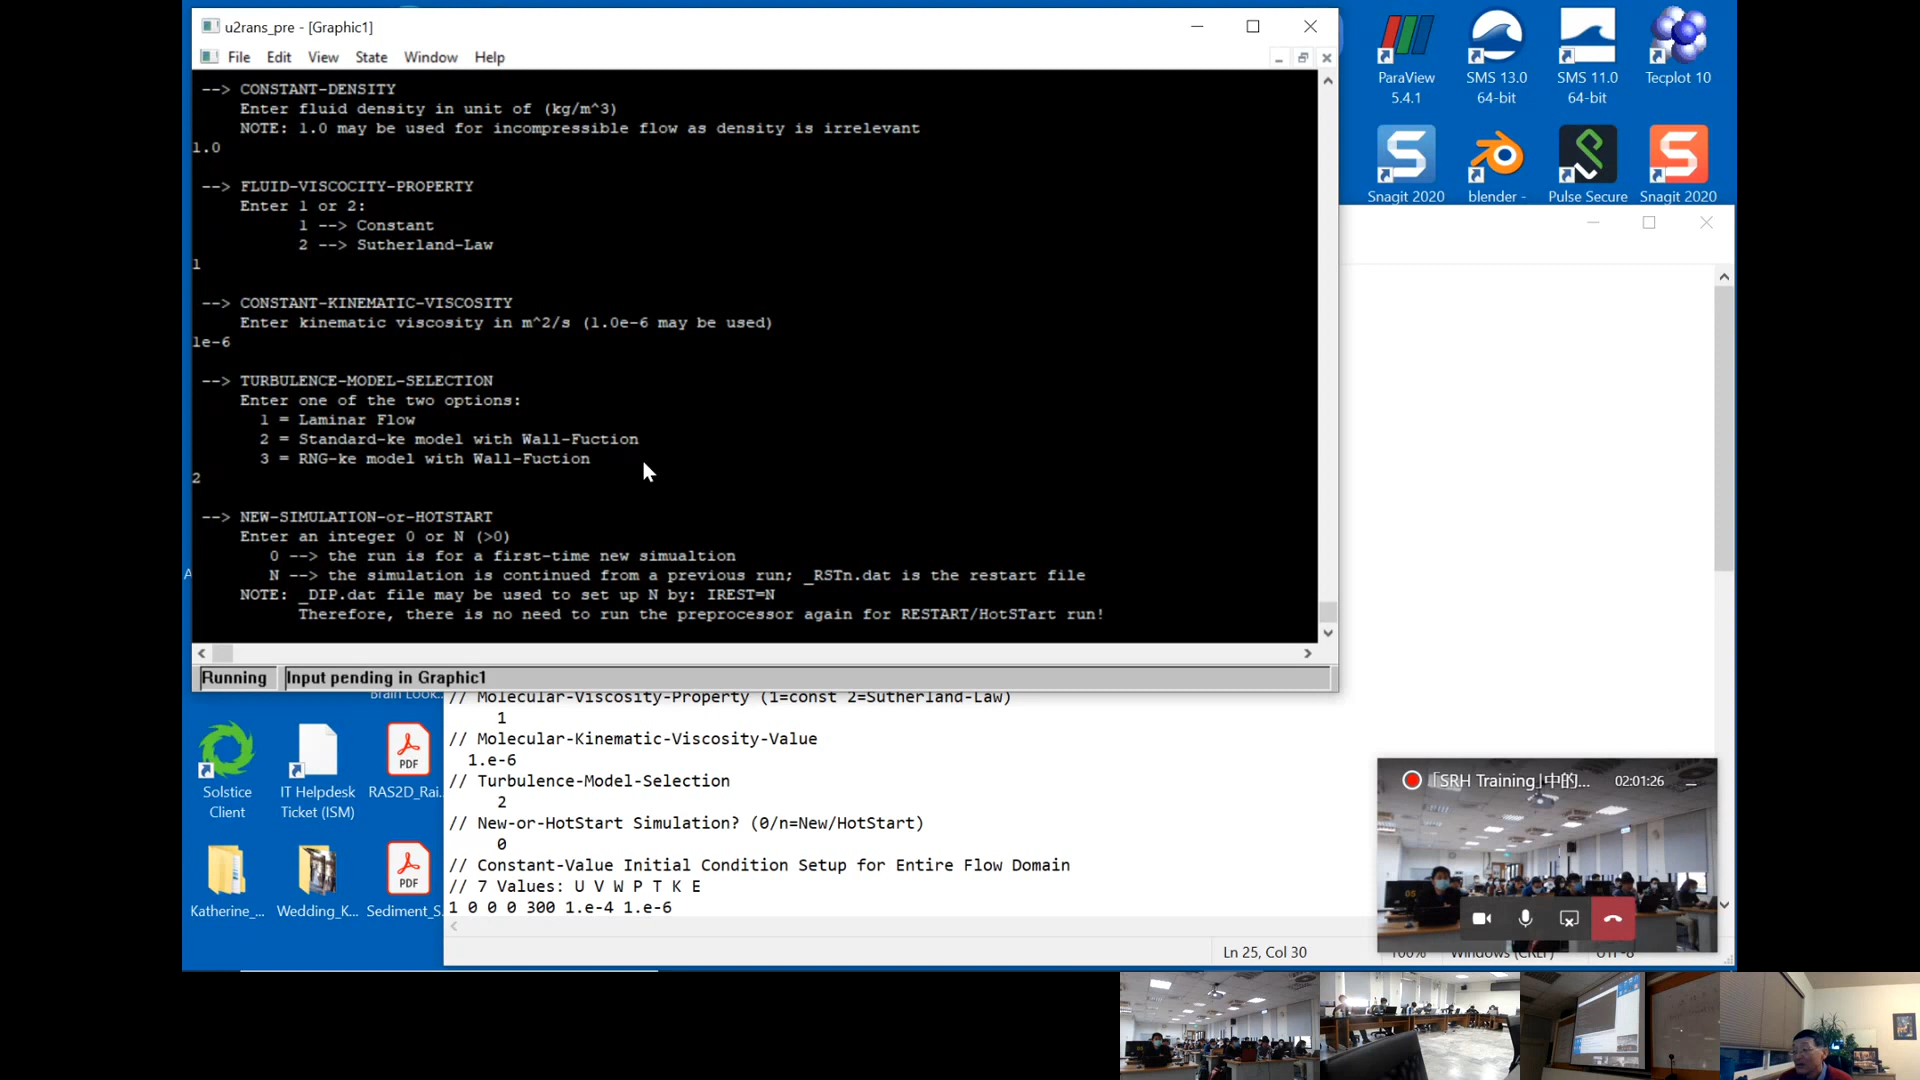 u2rans_pre - [Graphic1]
File Edit View State Window Help
--> CONSTANT-DENSITY
Enter fluid density in unit of (kg/m^3)
NOTE: 1.0 may be used for incompressible flow as density is irrelevant
1.0
--> FLUID-VISCOCITY-PROPERTY
Enter 1 or 2:
1 --> Constant
2 --> Sutherland-Law
1
--> CONSTANT-KINEMATIC-VISCOSITY
Enter kinematic viscosity in m^2/s (1.0e-6 may be used)
1e-6
--> TURBULENCE-MODEL-SELECTION
Enter one of the two options:
1 = Laminar Flow
2 = Standard-ke model with Wall-Fuction
3 = RNG-ke model with Wall-Fuction
2
--> NEW-SIMULATION-or-HOTSTART
Enter an integer 0 or N (>0)
0 --> the run is for a first-time new simualtion
N --> the simulation is continued from a previous run; _RSTn.dat is the restart file
NOTE: _DIP.dat file may be used to set up N by: IREST=N
Therefore, there is no need to run the preprocessor again for RESTART/HotSTart run!
Running Input pending in Graphic1
ParaView 5.4.1
SMS 13.0 64-bit
SMS 11.0 64-bit
Tecplot 10
Snagit 2020
blender -
Pulse Secure
Snagit 2020
// Molecular-Viscosity-Property (1=const 2=Sutherland-Law)
1
// Molecular-Kinematic-Viscosity-Value
1.e-6
// Turbulence-Model-Selection
2
// New-or-HotStart Simulation? (0/n=New/HotStart)
0
// Constant-Value Initial Condition Setup for Entire Flow Domain
// 7 Values: U V W P T K E
1 0 0 0 300 1.e-4 1.e-6
Ln 25, Col 30
100%
Windows (CRLF)
UTF-8
Solstice Client
IT Helpdesk Ticket (ISM)
PDF
RAS2D_Rai...
Katherine_...
Wedding_K...
PDF
Sediment_S...
「SRH Training」中的...
02:01:26